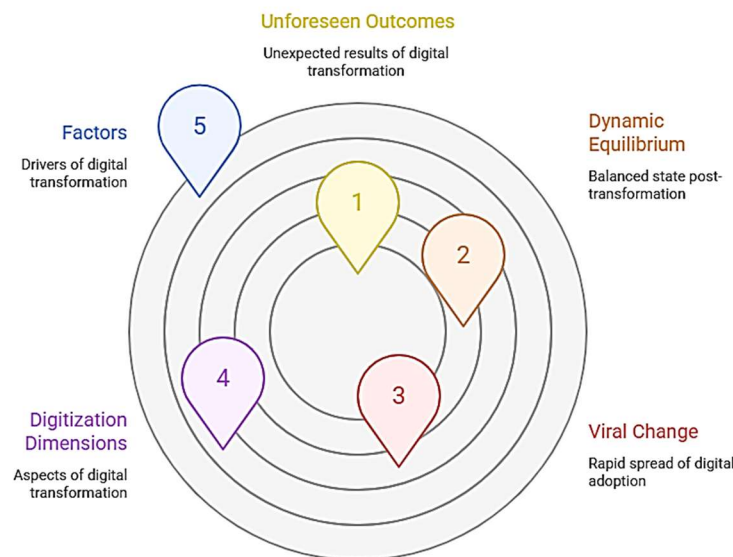 Unforeseen Outcomes
Unexpected results of digital
transformation
5
Factors
Drivers of digital
transformation
Dynamic
Equilibrium
Balanced state post-
transformation
1
2
4
3
Digitization
Dimensions
Aspects of digital
transformation
Viral Change
Rapid spread of digital
adoption